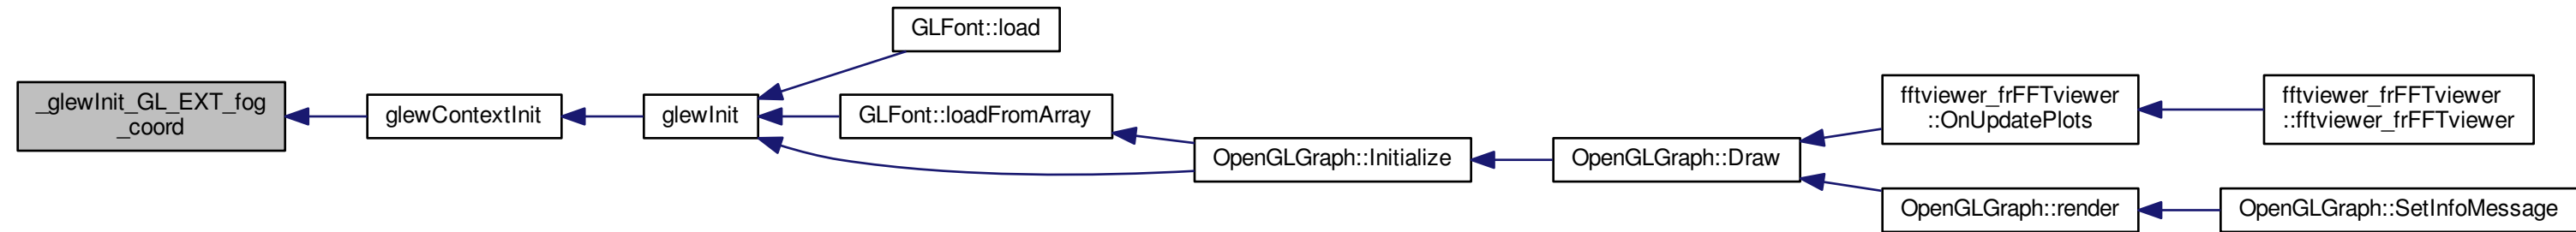 _glewInit_GL_EXT_fog
_coord
glewContextInit
glewInit
GLFont::load
GLFont::loadFromArray
OpenGLGraph::Initialize
OpenGLGraph::Draw
fftviewer_frFFTviewer
::OnUpdatePlots
fftviewer_frFFTviewer
::fftviewer_frFFTviewer
OpenGLGraph::render
OpenGLGraph::SetInfoMessage